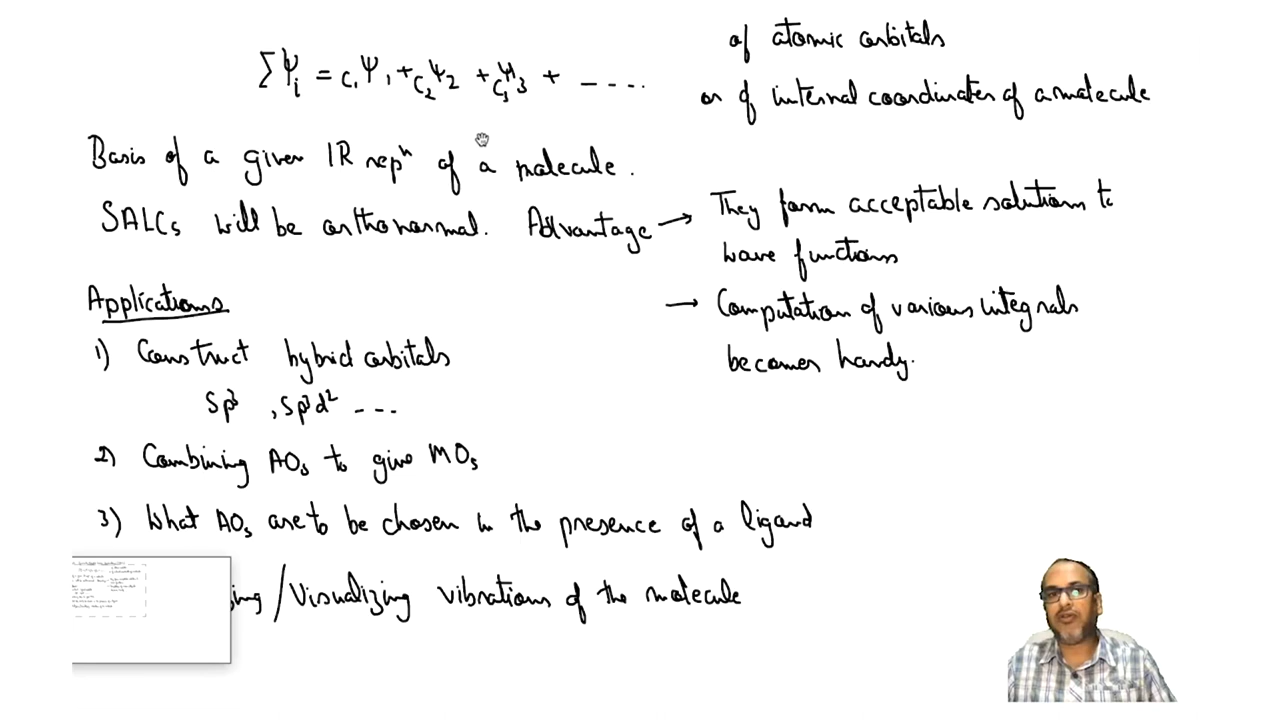 ΣΨi = c₁Ψ₁ + c₂Ψ₂ + c₃Ψ₃ + - - - -
of atomic orbitals
or of internal coordinates of a molecule
Basis of a given IR repⁿ of a molecule.
SALCs will be orthonormal. Advantage → They form acceptable solutions to
wave functions
→ Computation of various integrals
becomes handy.
Applications
1) Construct hybrid orbitals
Sp³, Sp³d² - - -
2) Combining AOs to give MOs
3) What AOs are to be chosen in the presence of a ligand
/Visualizing vibrations of the molecule